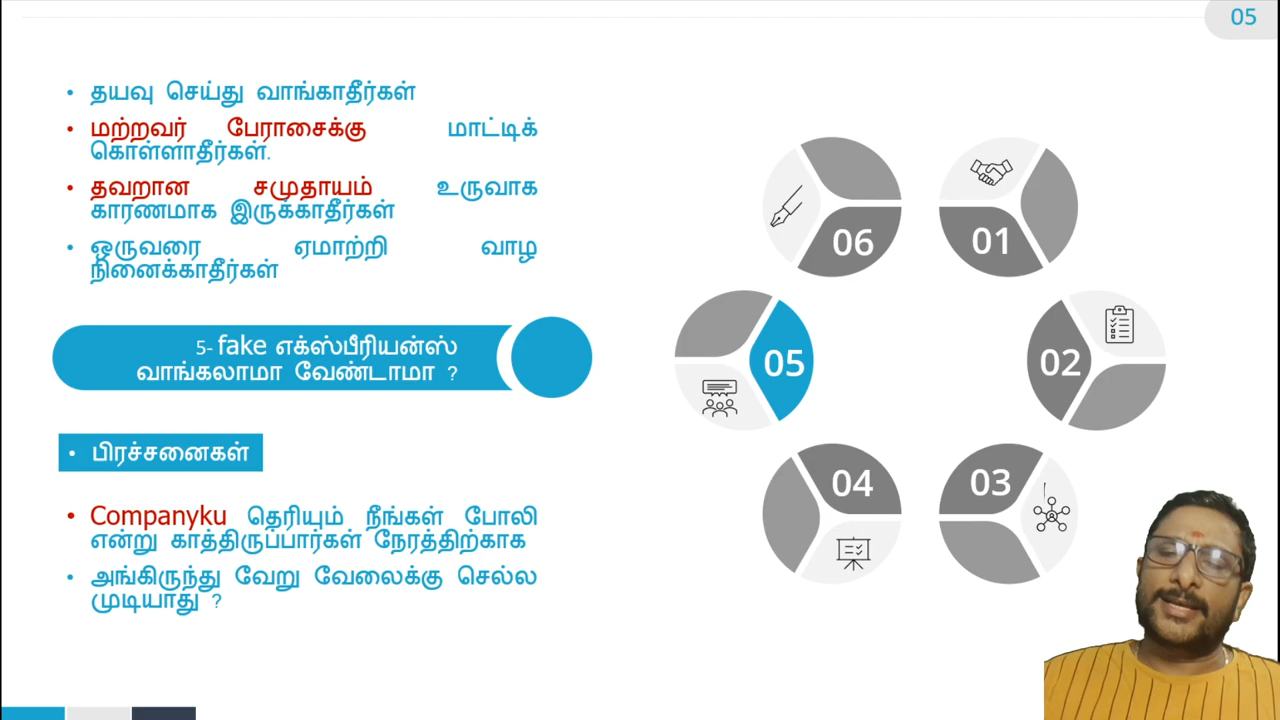 05
தயவு செய்து வாங்காதீர்கள்
மற்றவர் பேராசைக்கு மாட்டிக்
கொள்ளாதீர்கள்.
தவறான சமுதாயம் உருவாக
காரணமாக இருக்காதீர்கள்
ஒருவரை ஏமாற்றி வாழ
நினைக்காதீர்கள்
5- fake எக்ஸ்பீரியன்ஸ்
வாங்கலாமா வேண்டாமா ?
பிரச்சனைகள்
Companyku தெரியும் நீங்கள் போலி
என்று காத்திருப்பார்கள் நேரத்திற்காக
அங்கிருந்து வேறு வேலைக்கு செல்ல
முடியாது ?
06
01
05
02
04
03